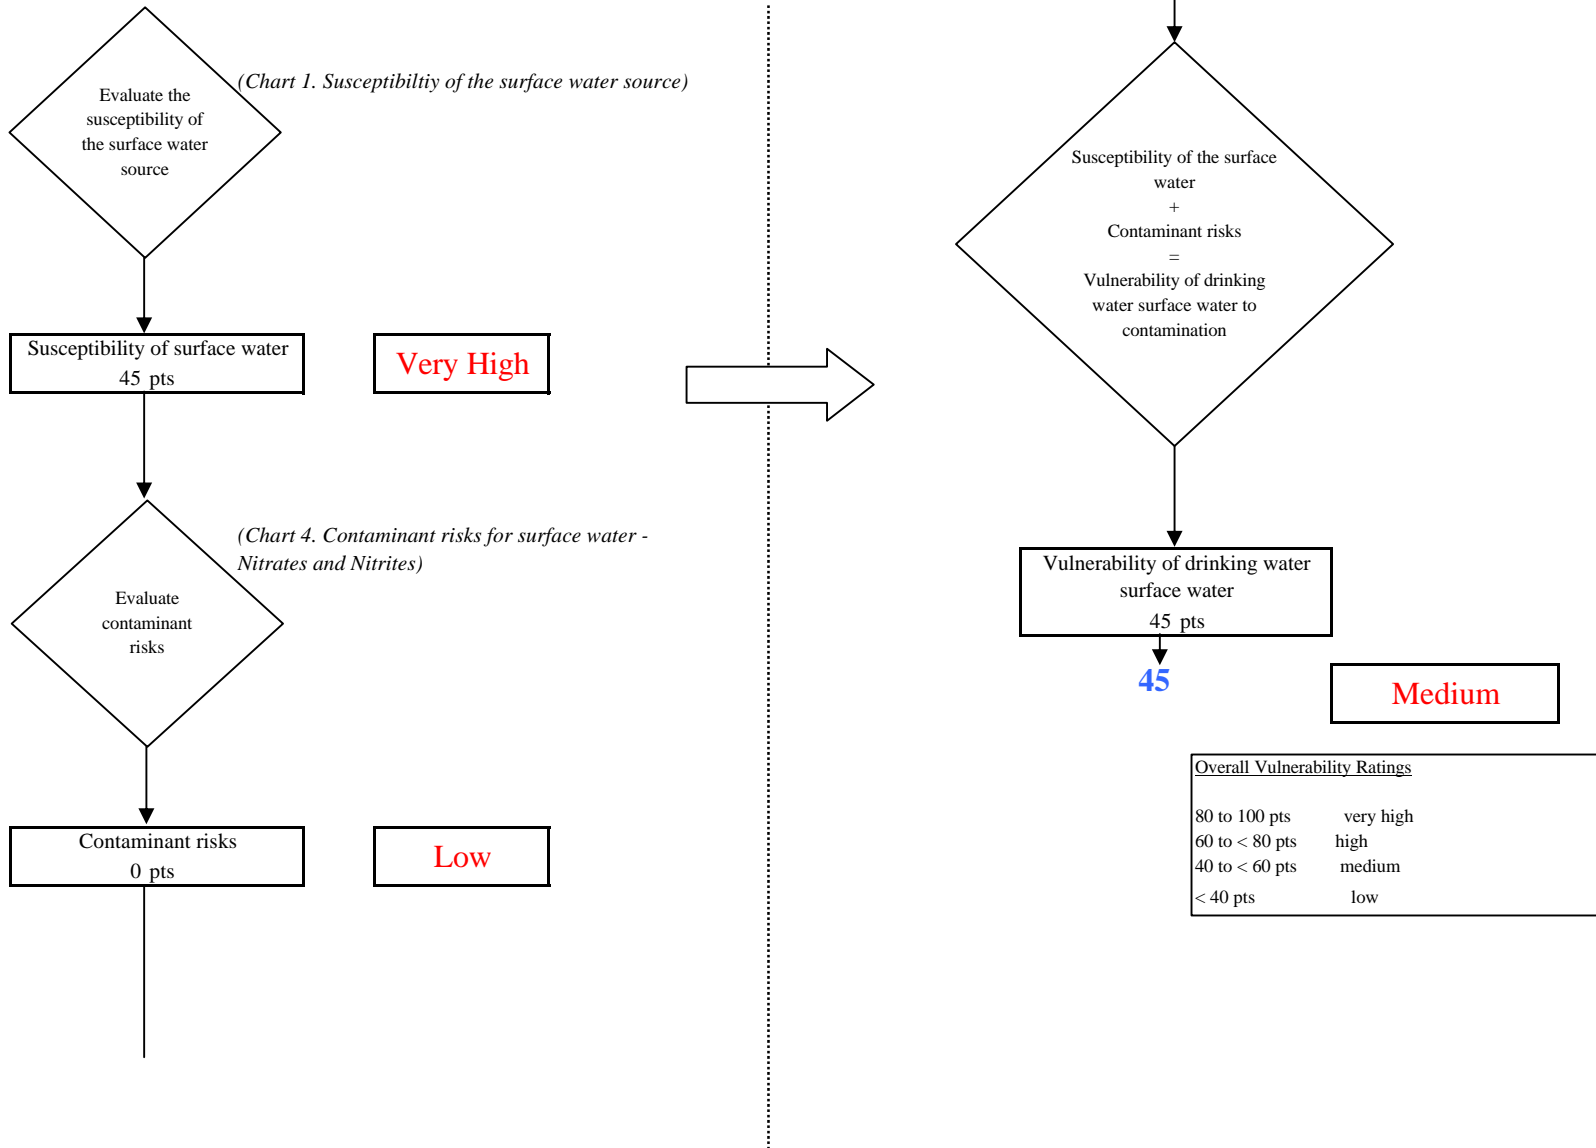 Evaluate the
susceptibility of
the surface water
source
(Chart 1. Susceptibiltiy of the surface water source)
Susceptibility of surface water
45 pts
Very High
(Chart 4. Contaminant risks for surface water -
Nitrates and Nitrites)
Evaluate
contaminant
risks
Contaminant risks
0 pts
Low
Susceptibility of the surface
water
+
Contaminant risks
=
Vulnerability of drinking
water surface water to
contamination
Vulnerability of drinking water
surface water
45 pts
45
Medium
Overall Vulnerability Ratings
80 to 100 pts very high
60 to < 80 pts high
40 to < 60 pts medium
< 40 pts low